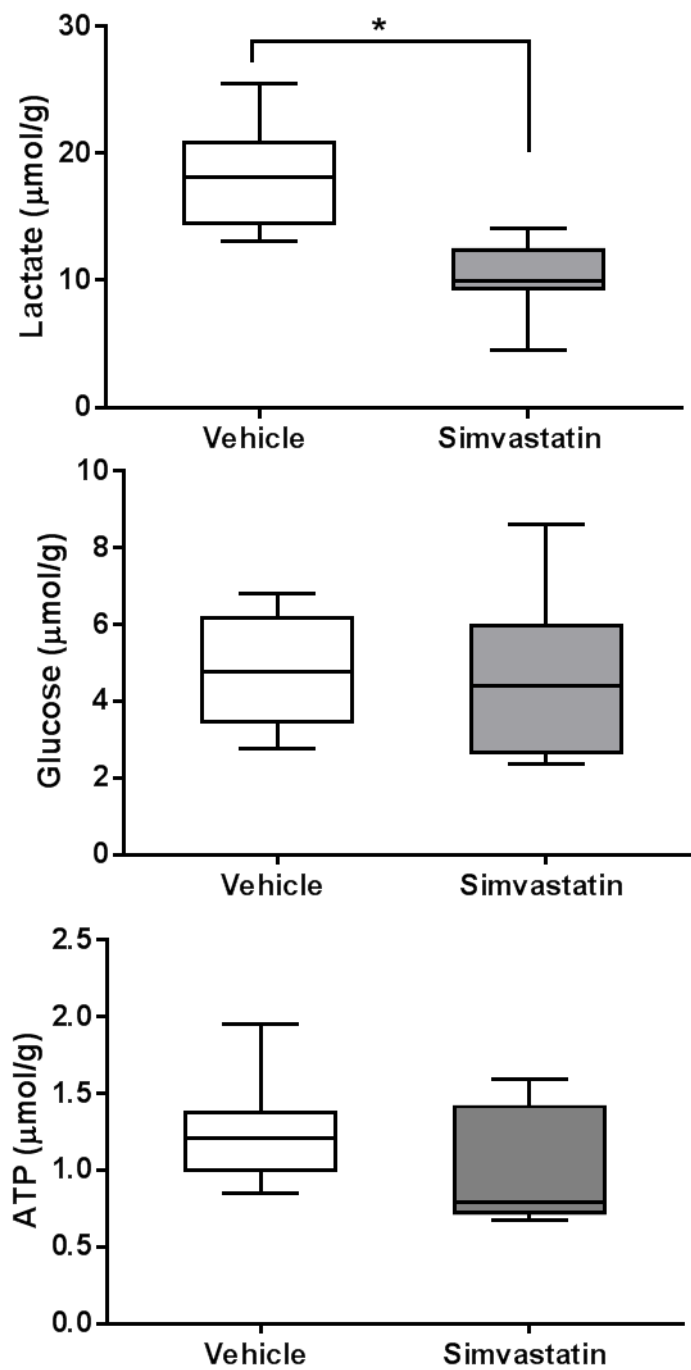 *
Lactate (μmol/g)
30
20
10
0
Vehicle Simvastatin
Glucose (μmol/g)
10
8
6
4
2
0
Vehicle Simvastatin
ATP (μmol/g)
2.5
2.0
1.5
1.0
0.5
0.0
Vehicle Simvastatin